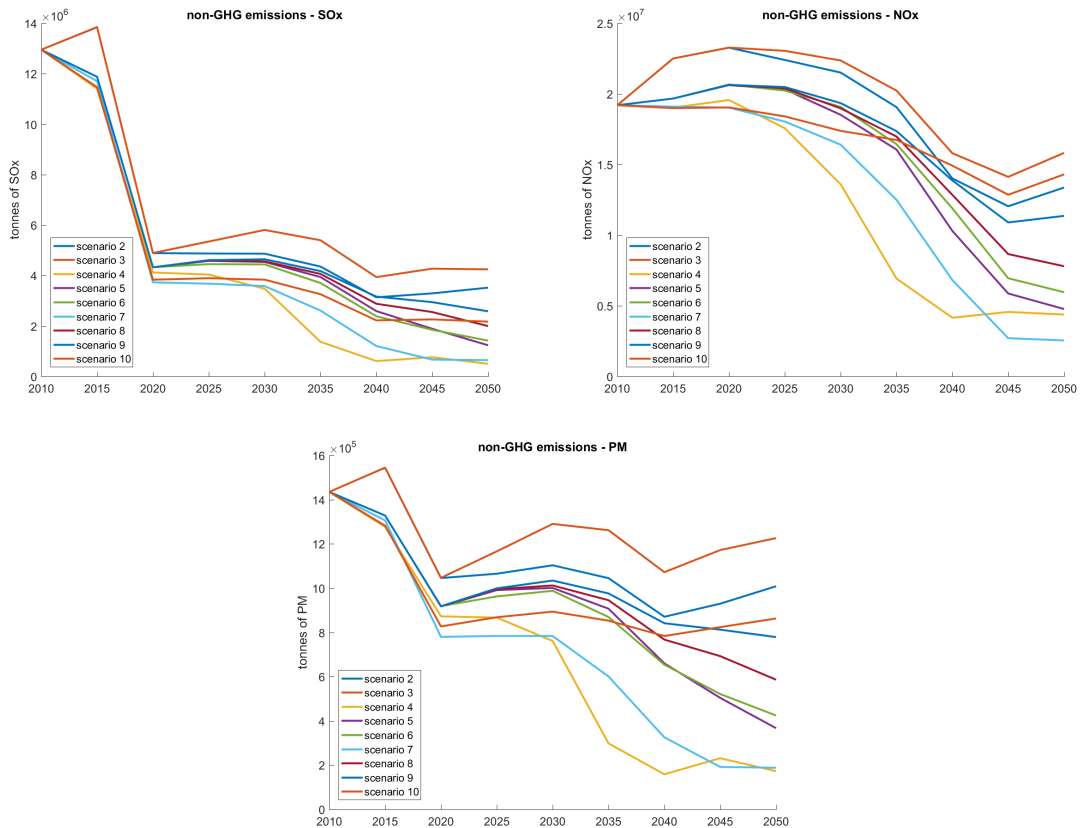 non-GHG emissions - SOx
×10⁶
14
12
10
8
6
4
2
0
tonnes of SOx
2010 2015 2020 2025 2030 2035 2040 2045 2050
scenario 2
scenario 3
scenario 4
scenario 5
scenario 6
scenario 7
scenario 8
scenario 9
scenario 10
non-GHG emissions - NOx
×10⁷
2.5
2
1.5
1
0.5
0
tonnes of NOx
2010 2015 2020 2025 2030 2035 2040 2045 2050
scenario 2
scenario 3
scenario 4
scenario 5
scenario 6
scenario 7
scenario 8
scenario 9
scenario 10
non-GHG emissions - PM
×10⁵
16
14
12
10
8
6
4
2
0
tonnes of PM
2010 2015 2020 2025 2030 2035 2040 2045 2050
scenario 2
scenario 3
scenario 4
scenario 5
scenario 6
scenario 7
scenario 8
scenario 9
scenario 10